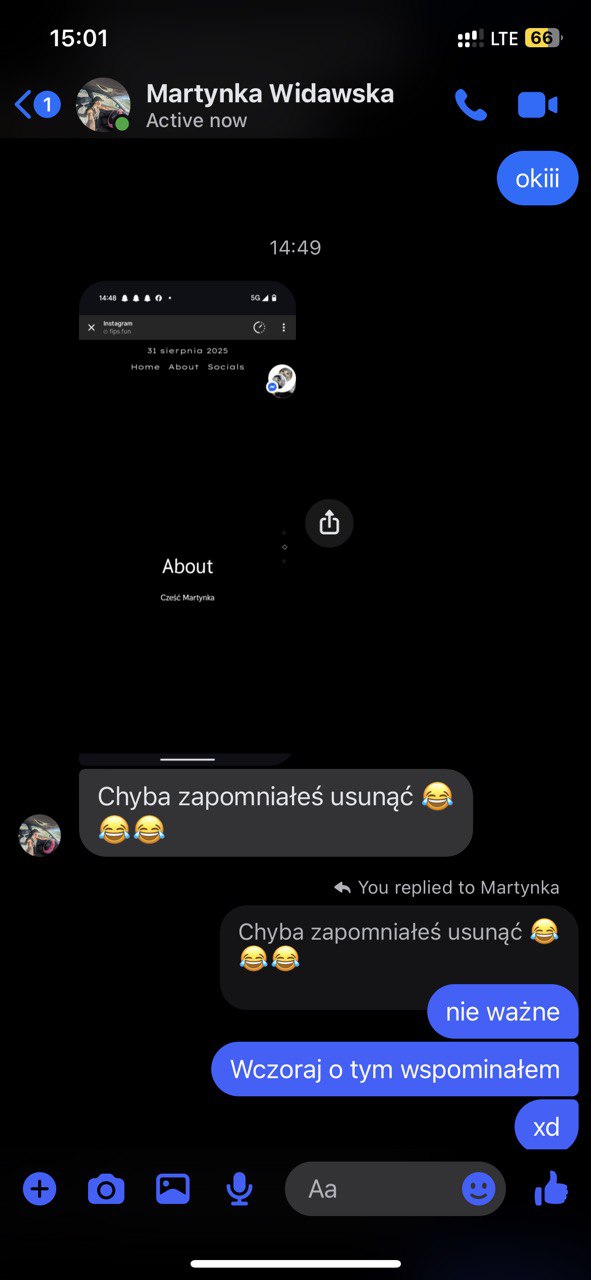 15:01
LTE 66
1
Martynka Widawska
Active now
okiii
14:49
14:48
5G
Instagram
fips.fun
31 sierpnia 2025
Home About Socials
About
Cześć Martynka
Chyba zapomniałeś usunąć 😂
😂😂
You replied to Martynka
Chyba zapomniałeś usunąć 😂
😂😂
nie ważne
Wczoraj o tym wspominałem
xd
Aa